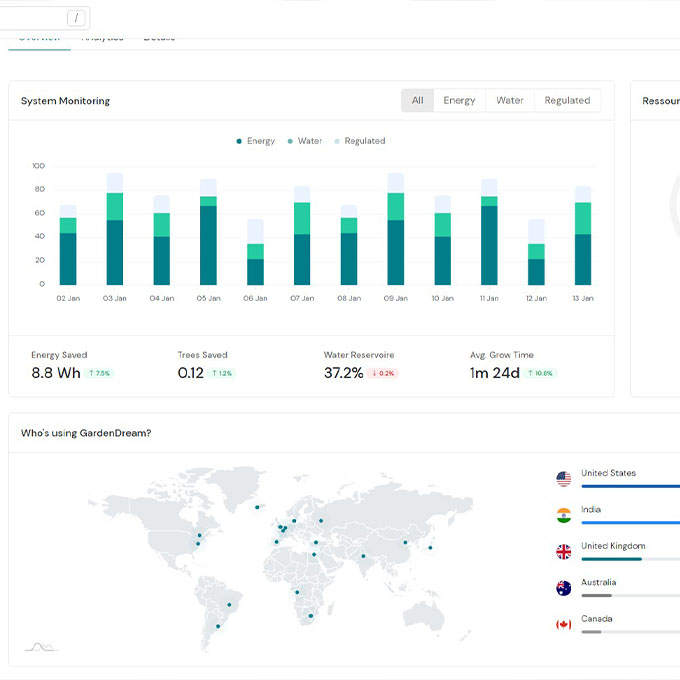 /
Overview Analytics Details
System Monitoring
All Energy Water Regulated
Ressour
Energy Water Regulated
100
80
60
40
20
0
02 Jan 03 Jan 04 Jan 05 Jan 06 Jan 07 Jan 08 Jan 09 Jan 10 Jan 11 Jan 12 Jan 13 Jan
Energy Saved Trees Saved Water Reservoire Avg. Grow Time
8.8 Wh ↑ 7.5% 0.12 ↑ 1.2% 37.2% ↓ 0.2% 1m 24d ↑ 10.8%
Who's using GardenDream?
United States
India
United Kingdom
Australia
Canada